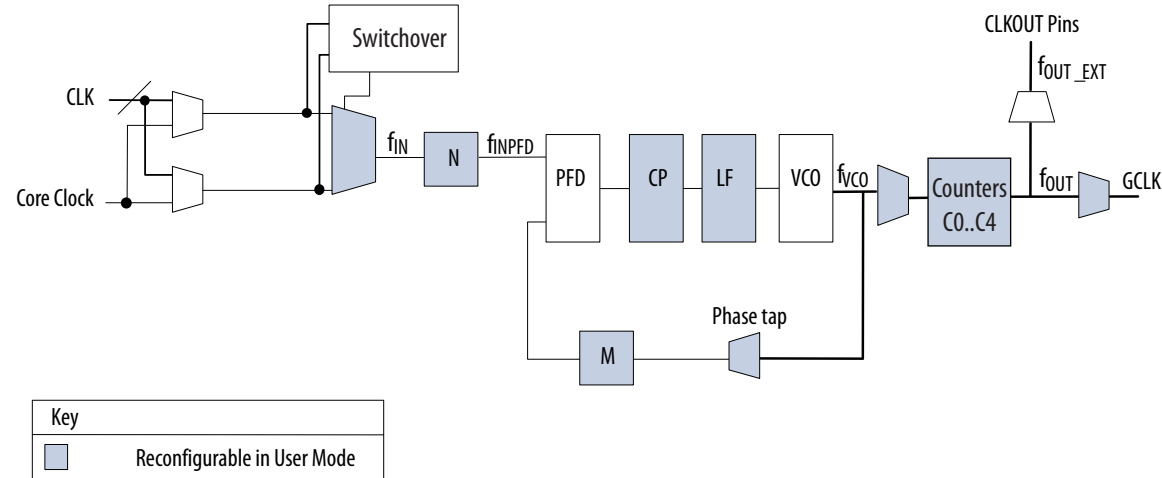 CLKOUT Pins
Switchover
fOUT_EXT
CLK
fIN
N
fINPFD
PFD
CP
LF
VCO
fVCO
Counters
C0..C4
fOUT
GCLK
Core Clock
Phase tap
M
Key
Reconfigurable in User Mode